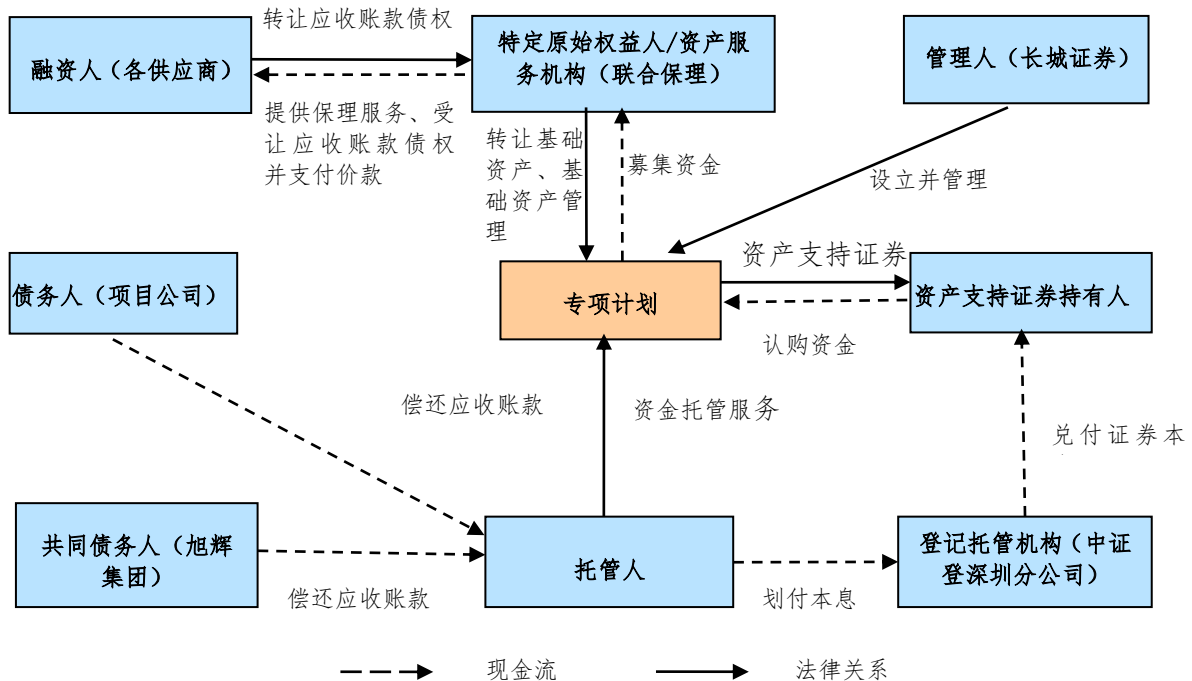 转让应收账款债权
融资人（各供应商）
特定原始权益人/资产服
务机构（联合保理）
管理人（长城证券）
提供保理服务、受
让应收账款债权
并支付价款
转让基础
资产、基
础资产管
理
募集资金
设立并管理
资产支持证券
债务人（项目公司）
专项计划
资产支持证券持有人
认购资金
偿还应收账款
资金托管服务
兑付证券本
共同债务人（旭辉
集团）
托管人
登记托管机构（中证
登深圳分公司）
偿还应收账款
划付本息
现金流
法律关系